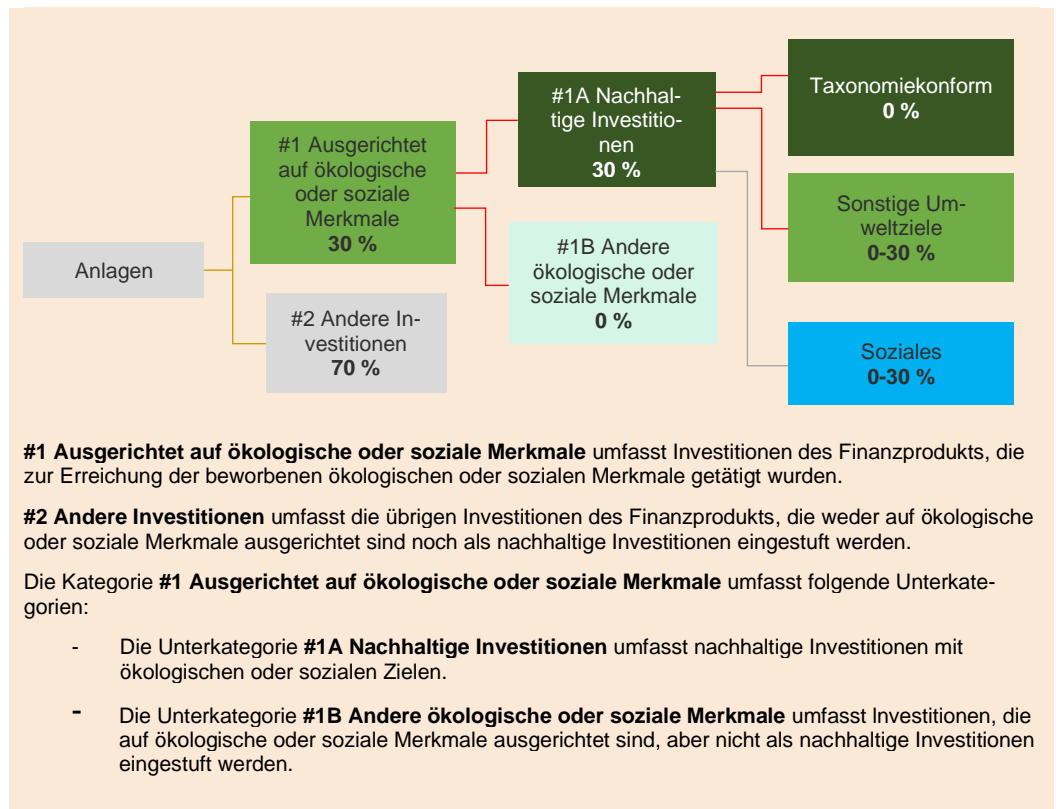 Anlagen
#1 Ausgerichtet
auf ökologische
oder soziale
Merkmale
30 %
#2 Andere In-
vestitionen
70 %
#1A Nachhal-
tige Investitio-
nen
30 %
#1B Andere
ökologische oder
soziale Merkmale
0 %
Taxonomiekonform
0 %
Sonstige Um-
weltziele
0-30 %
Soziales
0-30 %
#1 Ausgerichtet auf ökologische oder soziale Merkmale umfasst Investitionen des Finanzprodukts, die
zur Erreichung der beworbenen ökologischen oder sozialen Merkmale getätigt wurden.
#2 Andere Investitionen umfasst die übrigen Investitionen des Finanzprodukts, die weder auf ökologische
oder soziale Merkmale ausgerichtet sind noch als nachhaltige Investitionen eingestuft werden.
Die Kategorie #1 Ausgerichtet auf ökologische oder soziale Merkmale umfasst folgende Unterkate-
gorien:
- Die Unterkategorie #1A Nachhaltige Investitionen umfasst nachhaltige Investitionen mit
ökologischen oder sozialen Zielen.
- Die Unterkategorie #1B Andere ökologische oder soziale Merkmale umfasst Investitionen, die
auf ökologische oder soziale Merkmale ausgerichtet sind, aber nicht als nachhaltige Investitionen
eingestuft werden.